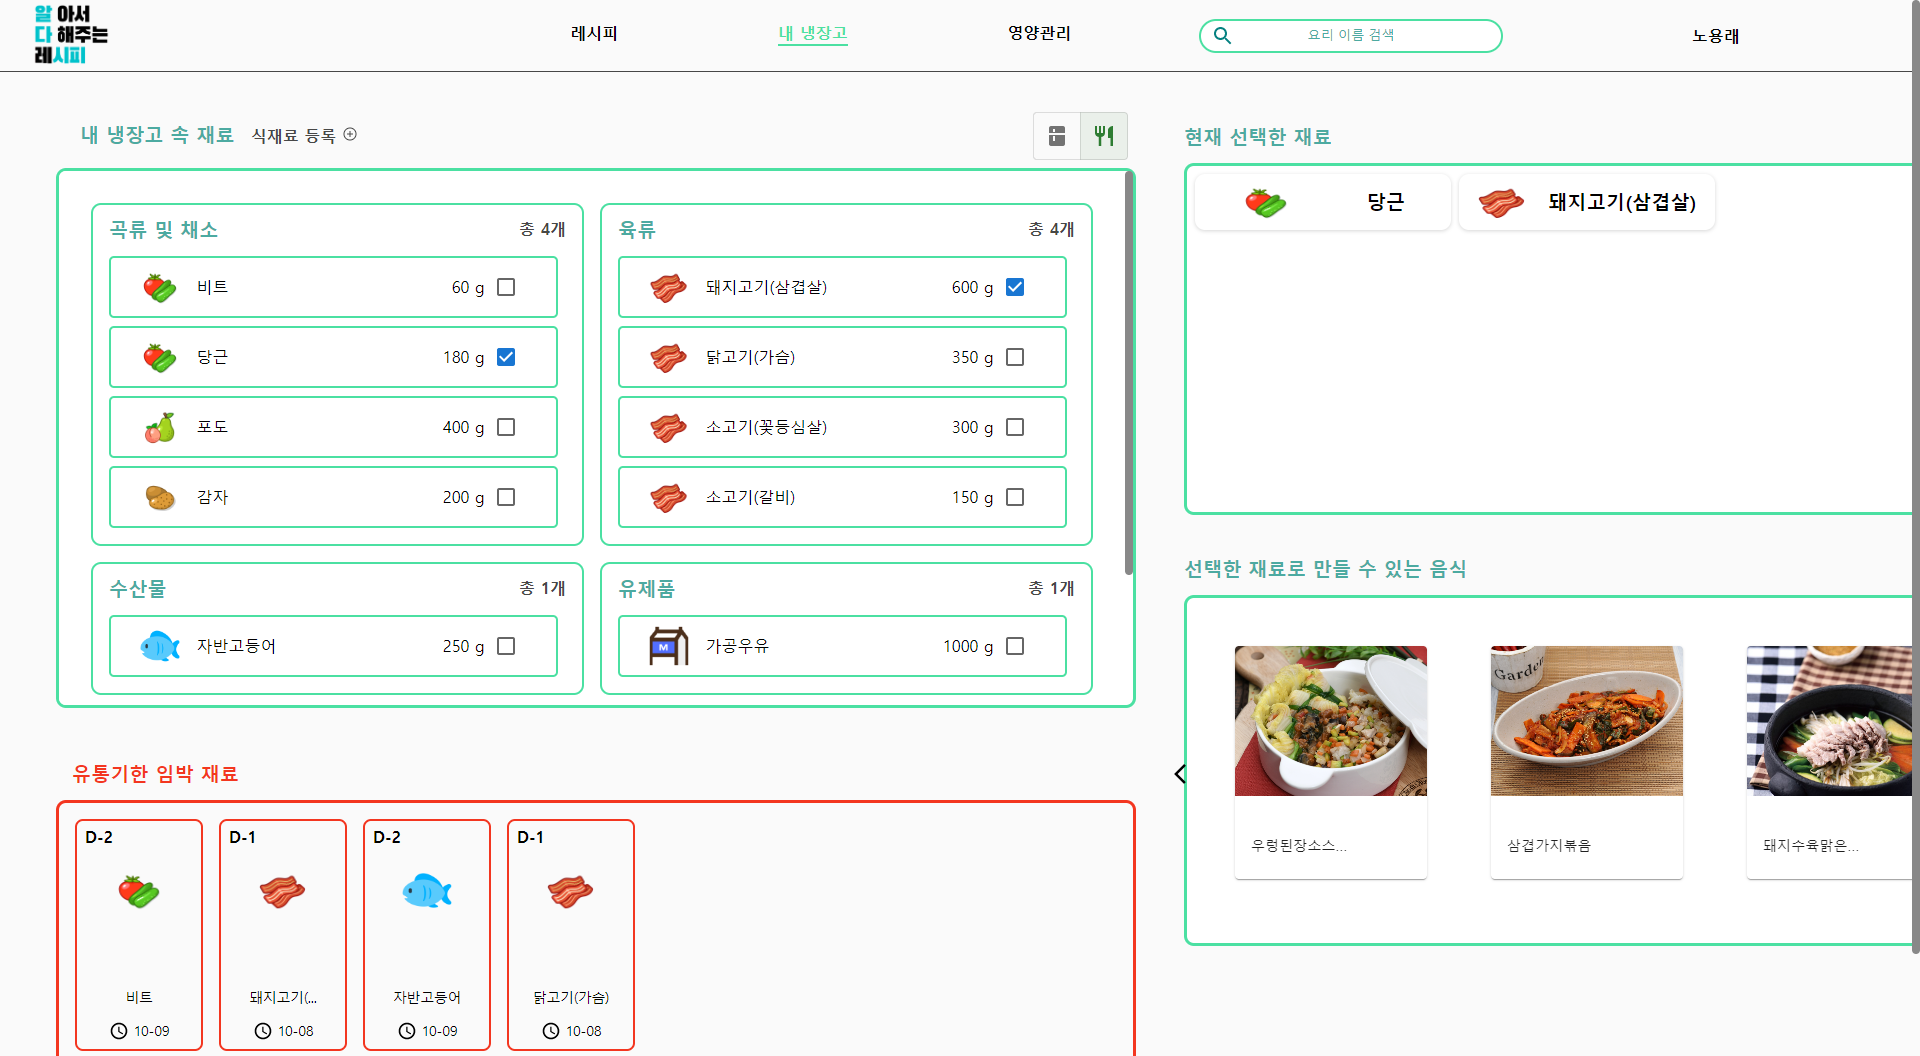 알 아서
다 해주는
레시피
레시피
내 냉장고
영양관리
요리 이름 검색
노용래
내 냉장고 속 재료
식재료 등록
곡류 및 채소
총 4개
비트
60 g
당근
180 g
포도
400 g
감자
200 g
육류
총 4개
돼지고기(삼겹살)
600 g
닭고기(가슴)
350 g
소고기(꽃등심살)
300 g
소고기(갈비)
150 g
수산물
총 1개
자반고등어
250 g
유제품
총 1개
M
가공우유
1000 g
유통기한 임박 재료
D-2
비트
10-09
D-1
돼지고기(...
10-08
D-2
자반고등어
10-09
D-1
닭고기(가슴)
10-08
현재 선택한 재료
당근
돼지고기(삼겹살)
선택한 재료로 만들 수 있는 음식
우렁된장소스...
Garden
삼겹가지볶음
돼지수육맑은...